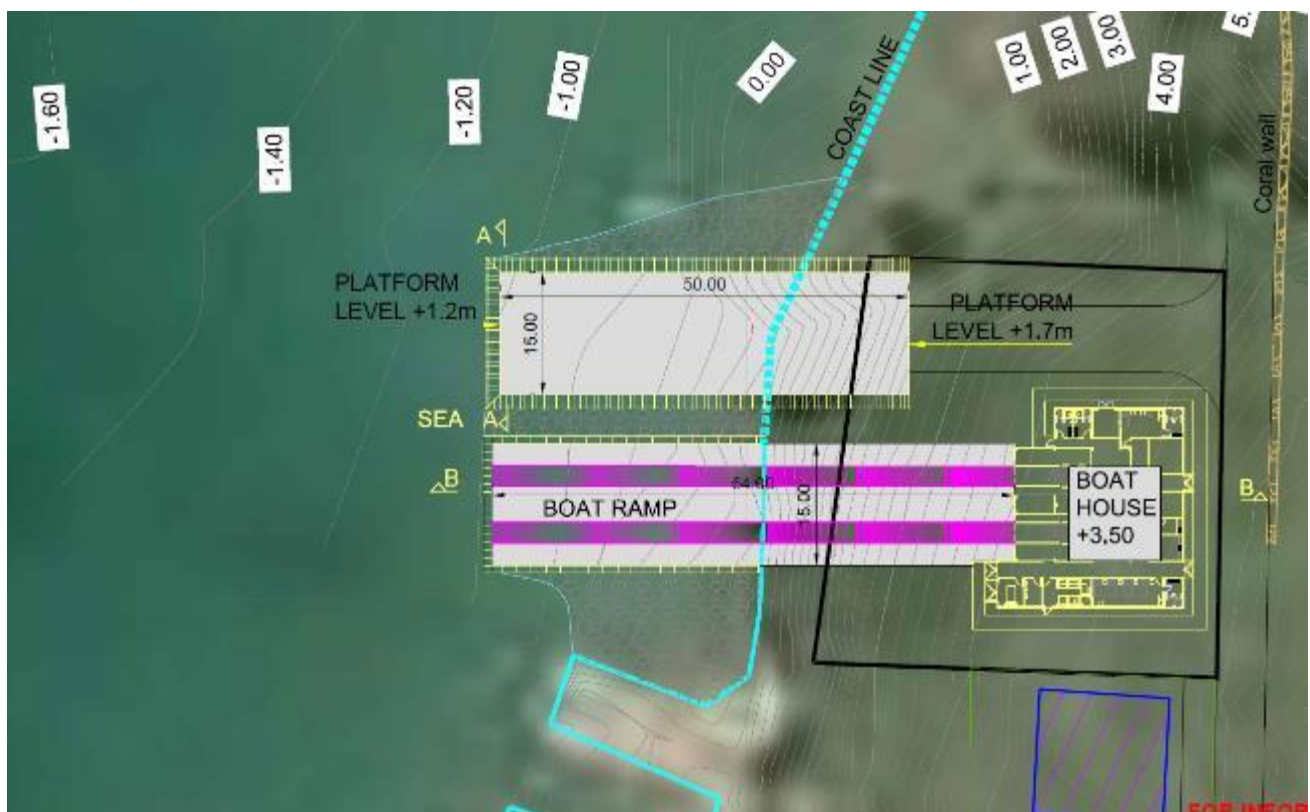 -1.60
-1.40
-1.20
-1.00
0.00
COAST LINE
1.00
2.00
3.00
4.00
Coral wall
A
PLATFORM
LEVEL +1.2m
50.00
15.00
PLATFORM
LEVEL +1.7m
SEA
A
B
BOAT RAMP
15.00
BOAT
HOUSE
+3,50
B